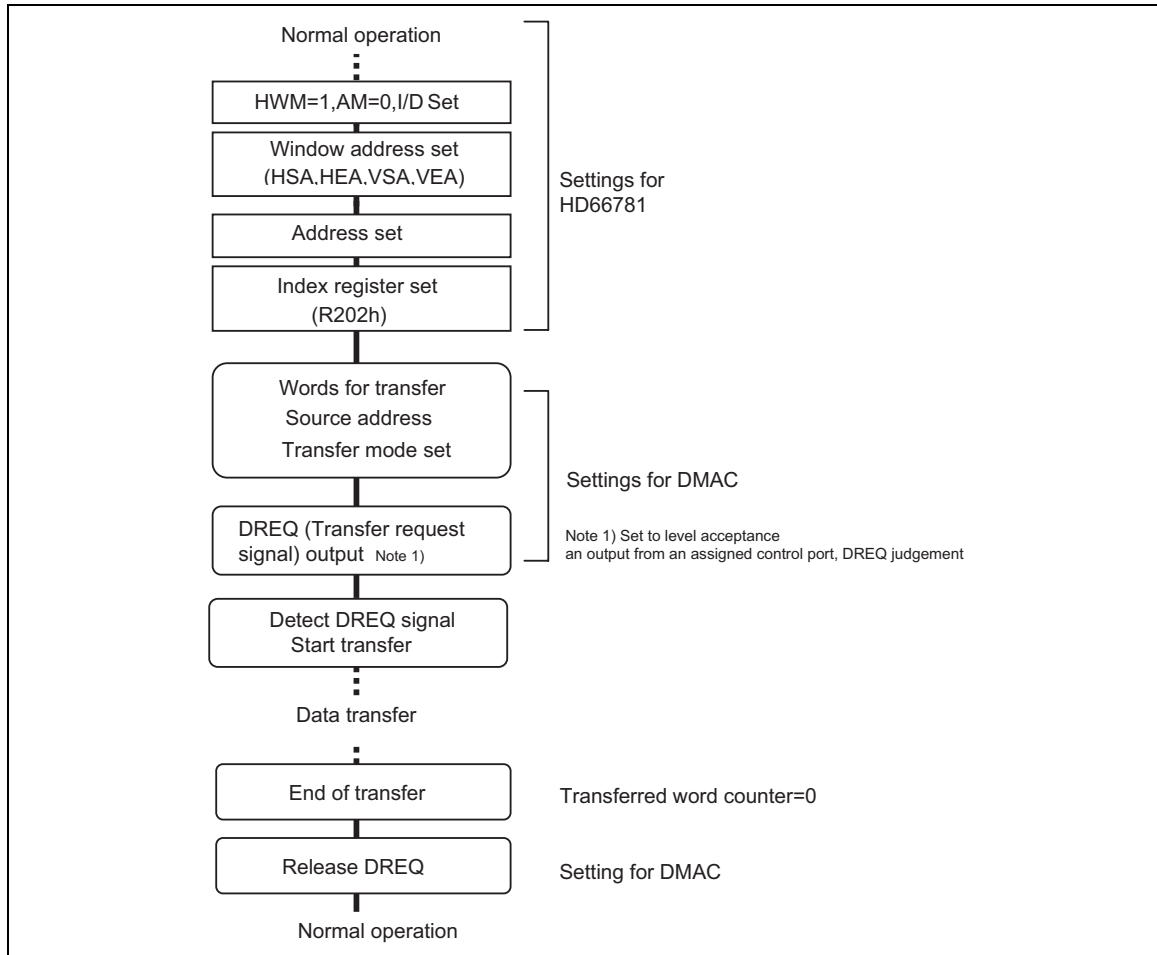 Normal operation
HWM=1,AM=0,I/D Set
Window address set
(HSA,HEA,VSA,VEA)
Settings for
HD66781
Address set
Index register set
(R202h)
Words for transfer
Source address
Transfer mode set
Settings for DMAC
DREQ (Transfer request
signal) output Note 1)
Note 1) Set to level acceptance
an output from an assigned control port, DREQ judgement
Detect DREQ signal
Start transfer
Data transfer
End of transfer
Transferred word counter=0
Release DREQ
Setting for DMAC
Normal operation